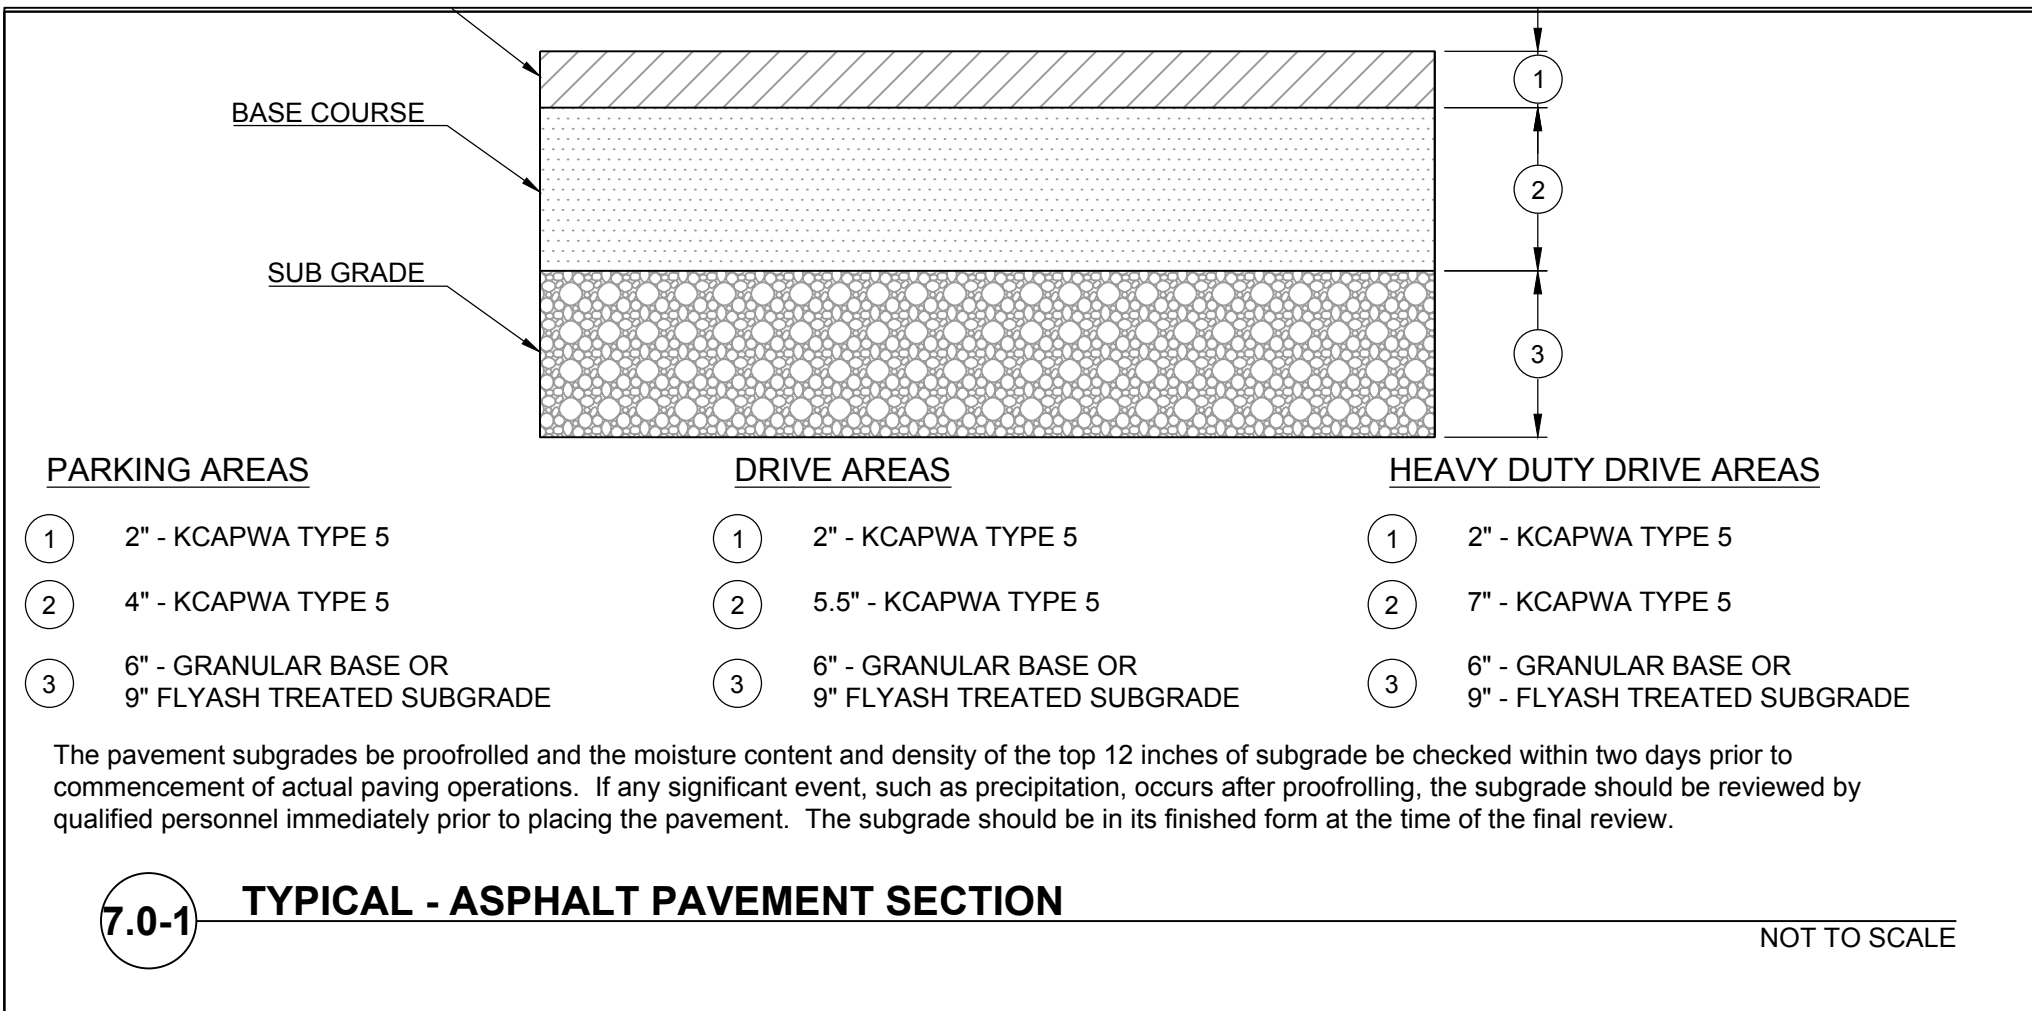 BASE COURSE
SUB GRADE
1
2
3
PARKING AREAS
1 2" - KCAPWA TYPE 5
2 4" - KCAPWA TYPE 5
3 6" - GRANULAR BASE OR
9" FLYASH TREATED SUBGRADE
DRIVE AREAS
1 2" - KCAPWA TYPE 5
2 5.5" - KCAPWA TYPE 5
3 6" - GRANULAR BASE OR
9" FLYASH TREATED SUBGRADE
HEAVY DUTY DRIVE AREAS
1 2" - KCAPWA TYPE 5
2 7" - KCAPWA TYPE 5
3 6" - GRANULAR BASE OR
9" - FLYASH TREATED SUBGRADE
The pavement subgrades be proofrolled and the moisture content and density of the top 12 inches of subgrade be checked within two days prior to
commencement of actual paving operations.  If any significant event, such as precipitation, occurs after proofrolling, the subgrade should be reviewed by
qualified personnel immediately prior to placing the pavement.  The subgrade should be in its finished form at the time of the final review.
7.0-1 TYPICAL - ASPHALT PAVEMENT SECTION
NOT TO SCALE